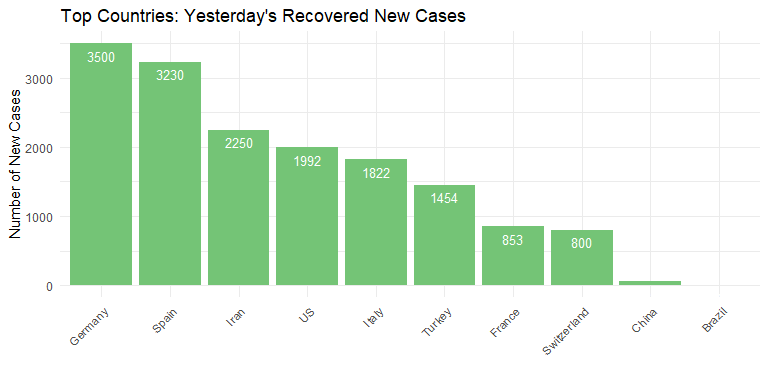 Top Countries: Yesterday's Recovered New Cases
Number of New Cases
3000
2000
1000
0
3500
3230
2250
1992
1822
1454
853
800
Germany
Spain
Iran
US
Italy
Turkey
France
Switzerland
China
Brazil